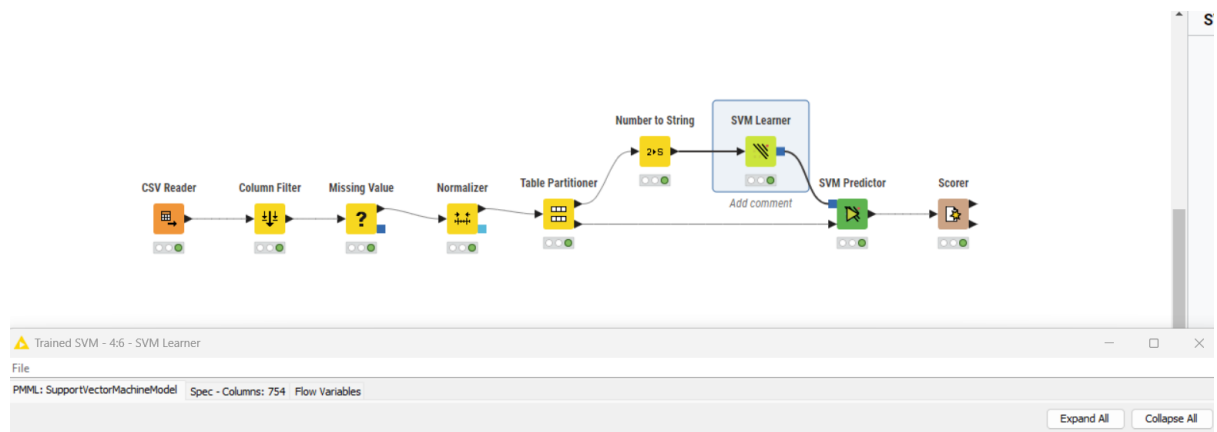 S
Number to String
SVM Learner
2▸S
CSV Reader
Column Filter
Missing Value
Normalizer
Table Partitioner
SVM Predictor
Scorer
?
Add comment
Trained SVM - 4:6 - SVM Learner
File
PMML: SupportVectorMachineModel
Spec - Columns: 754
Flow Variables
Expand All
Collapse All